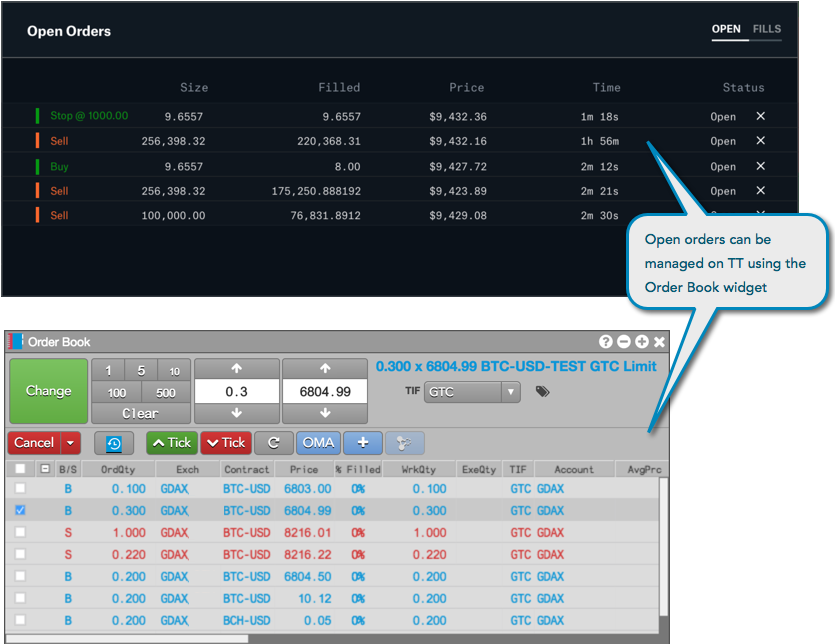 Open Orders OPEN FILLS
Size Filled Price Time Status
Stop @ 1000.00 9.6557 9.6557 $9,432.36 1m 18s Open ✕
Sell 256,398.32 220,368.31 $9,432.16 1h 56m Open ✕
Buy 9.6557 8.00 $9,427.72 2m 12s Open ✕
Sell 256,398.32 175,250.888192 $9,423.89 2m 21s Open ✕
Sell 100,000.00 76,831.8912 $9,429.08 2m 30s
Open orders can be
managed on TT using the
Order Book widget
Order Book
Change 1 5 10 0.3 6804.99 0.300 x 6804.99 BTC-USD-TEST GTC Limit
100 500 TIF GTC
Clear
Cancel Tick Tick C OMA +
B/S OrdQty Exch Contract Price % Filled WrkQty ExeQty TIF Account AvgPrc
B 0.100 GDAX BTC-USD 6803.00 0% 0.100 GTC GDAX
B 0.300 GDAX BTC-USD 6804.99 0% 0.300 GTC GDAX
S 1.000 GDAX BTC-USD 8216.01 0% 1.000 GTC GDAX
S 0.220 GDAX BTC-USD 8216.22 0% 0.220 GTC GDAX
B 0.200 GDAX BTC-USD 6804.50 0% 0.200 GTC GDAX
B 0.200 GDAX BTC-USD 10.12 0% 0.200 GTC GDAX
B 0.200 GDAX BCH-USD 0.05 0% 0.200 GTC GDAX